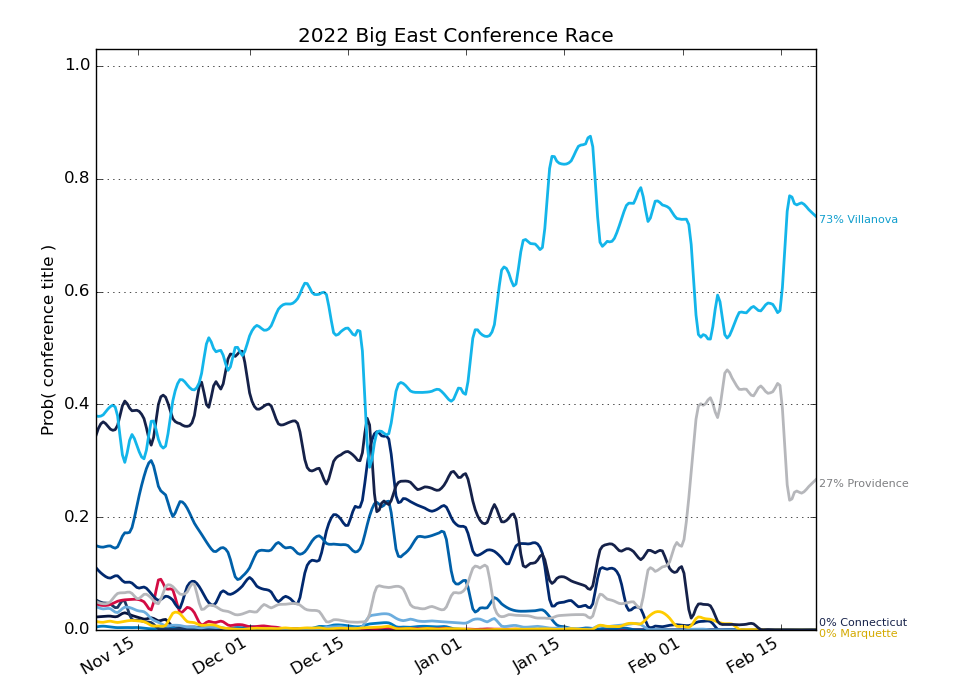 2022 Big East Conference Race
Prob( conference title )
1.0
0.8
0.6
0.4
0.2
0.0
Nov 15
Dec 01
Dec 15
Jan 01
Jan 15
Feb 01
Feb 15
73% Villanova
27% Providence
0% Connecticut
0% Marquette